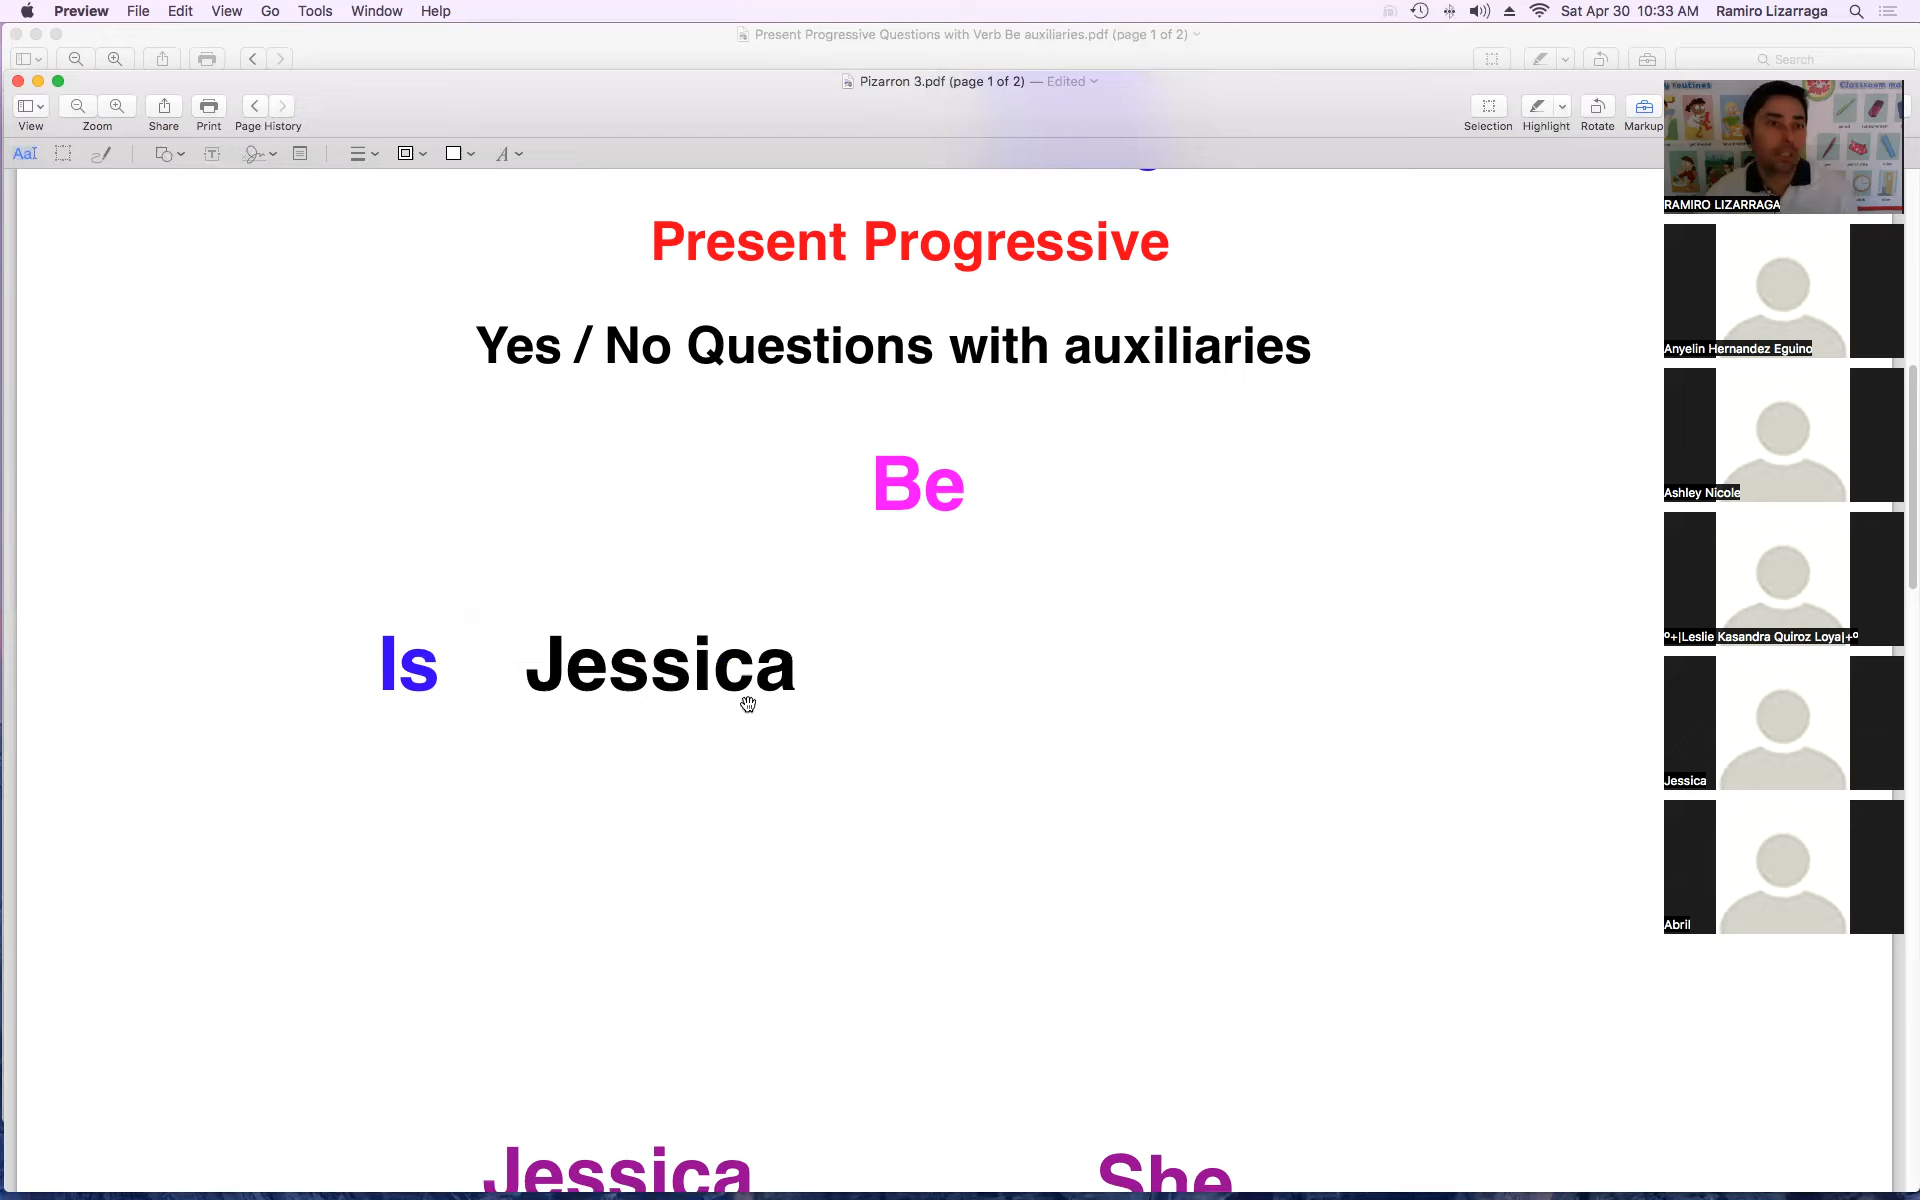 Preview File Edit View Go Tools Window Help
Sat Apr 30 10:33 AM Ramiro Lizarraga
Present Progressive Questions with Verb Be auxiliaries.pdf (page 1 of 2)
Search
Pizarron 3.pdf (page 1 of 2) — Edited
View Zoom Share Print Page History
Selection Highlight Rotate Markup
AaI T A
Present Progressive
Yes / No Questions with auxiliaries
Be
Is Jessica
Jessica She
RAMIRO LIZARRAGA
Anyelin Hernandez Eguino
Ashley Nicole
º+|Leslie Kasandra Quiroz Loya|+º
Jessica
Abril